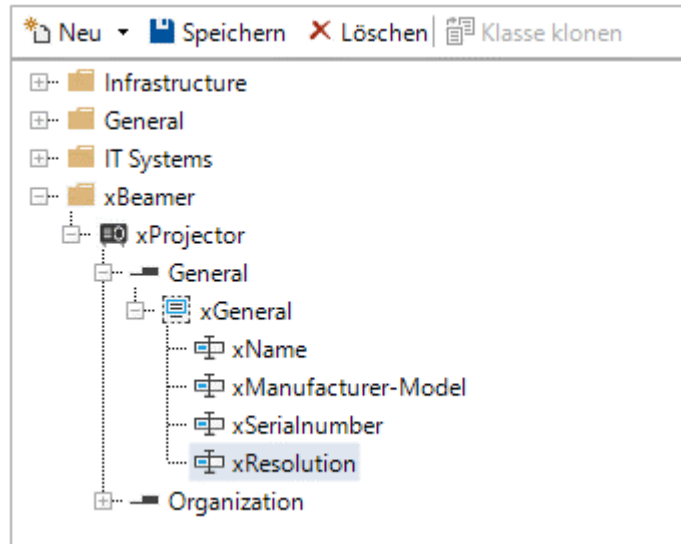 Neu Speichern Löschen Klasse klonen
Infrastructure
General
IT Systems
xBeamer
xProjector
General
xGeneral
xName
xManufacturer-Model
xSerialnumber
xResolution
Organization